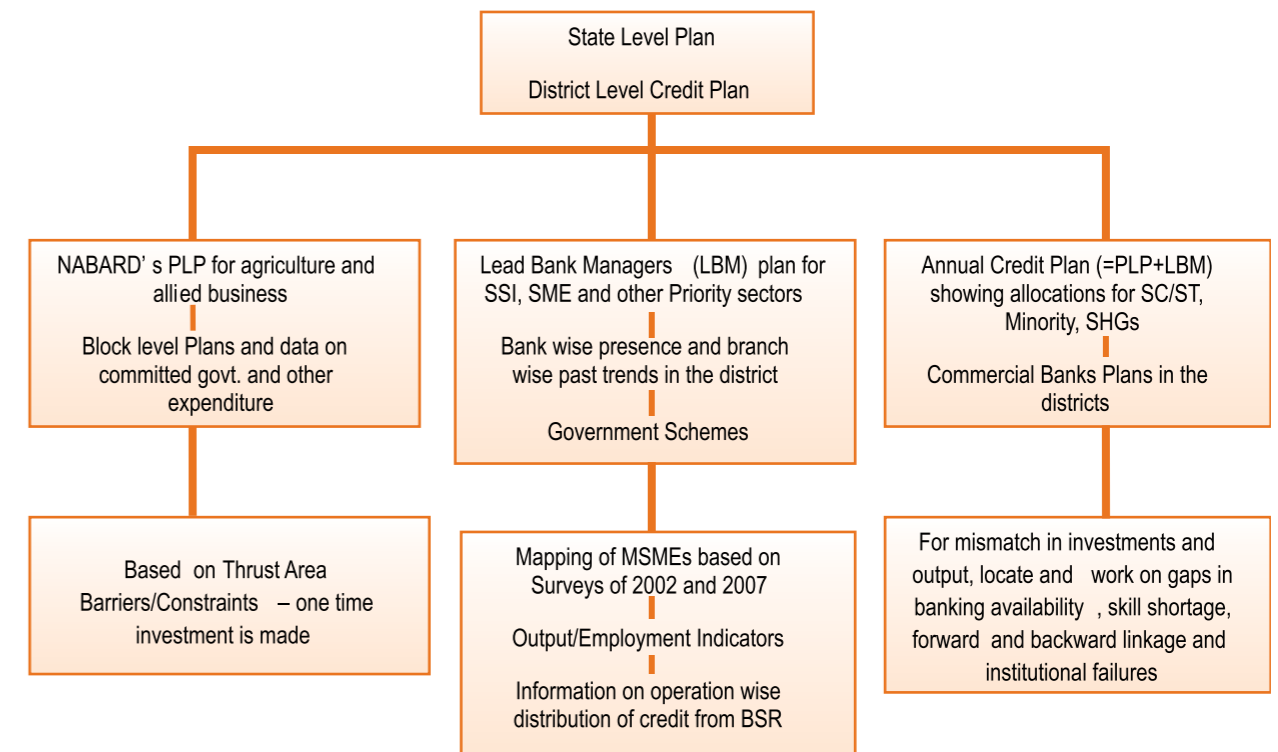 State Level Plan
District Level Credit Plan
NABARD' s PLP for agriculture and
allied business
Block level Plans and data on
committed govt. and other
expenditure
Lead Bank Managers (LBM) plan for
SSI, SME and other Priority sectors
Bank wise presence and branch
wise past trends in the district
Government Schemes
Annual Credit Plan (=PLP+LBM)
showing allocations for SC/ST,
Minority, SHGs
Commercial Banks Plans in the
districts
Based on Thrust Area
Barriers/Constraints – one time
investment is made
Mapping of MSMEs based on
Surveys of 2002 and 2007
Output/Employment Indicators
Information on operation wise
distribution of credit from BSR
For mismatch in investments and
output, locate and work on gaps in
banking availability , skill shortage,
forward and backward linkage and
institutional failures